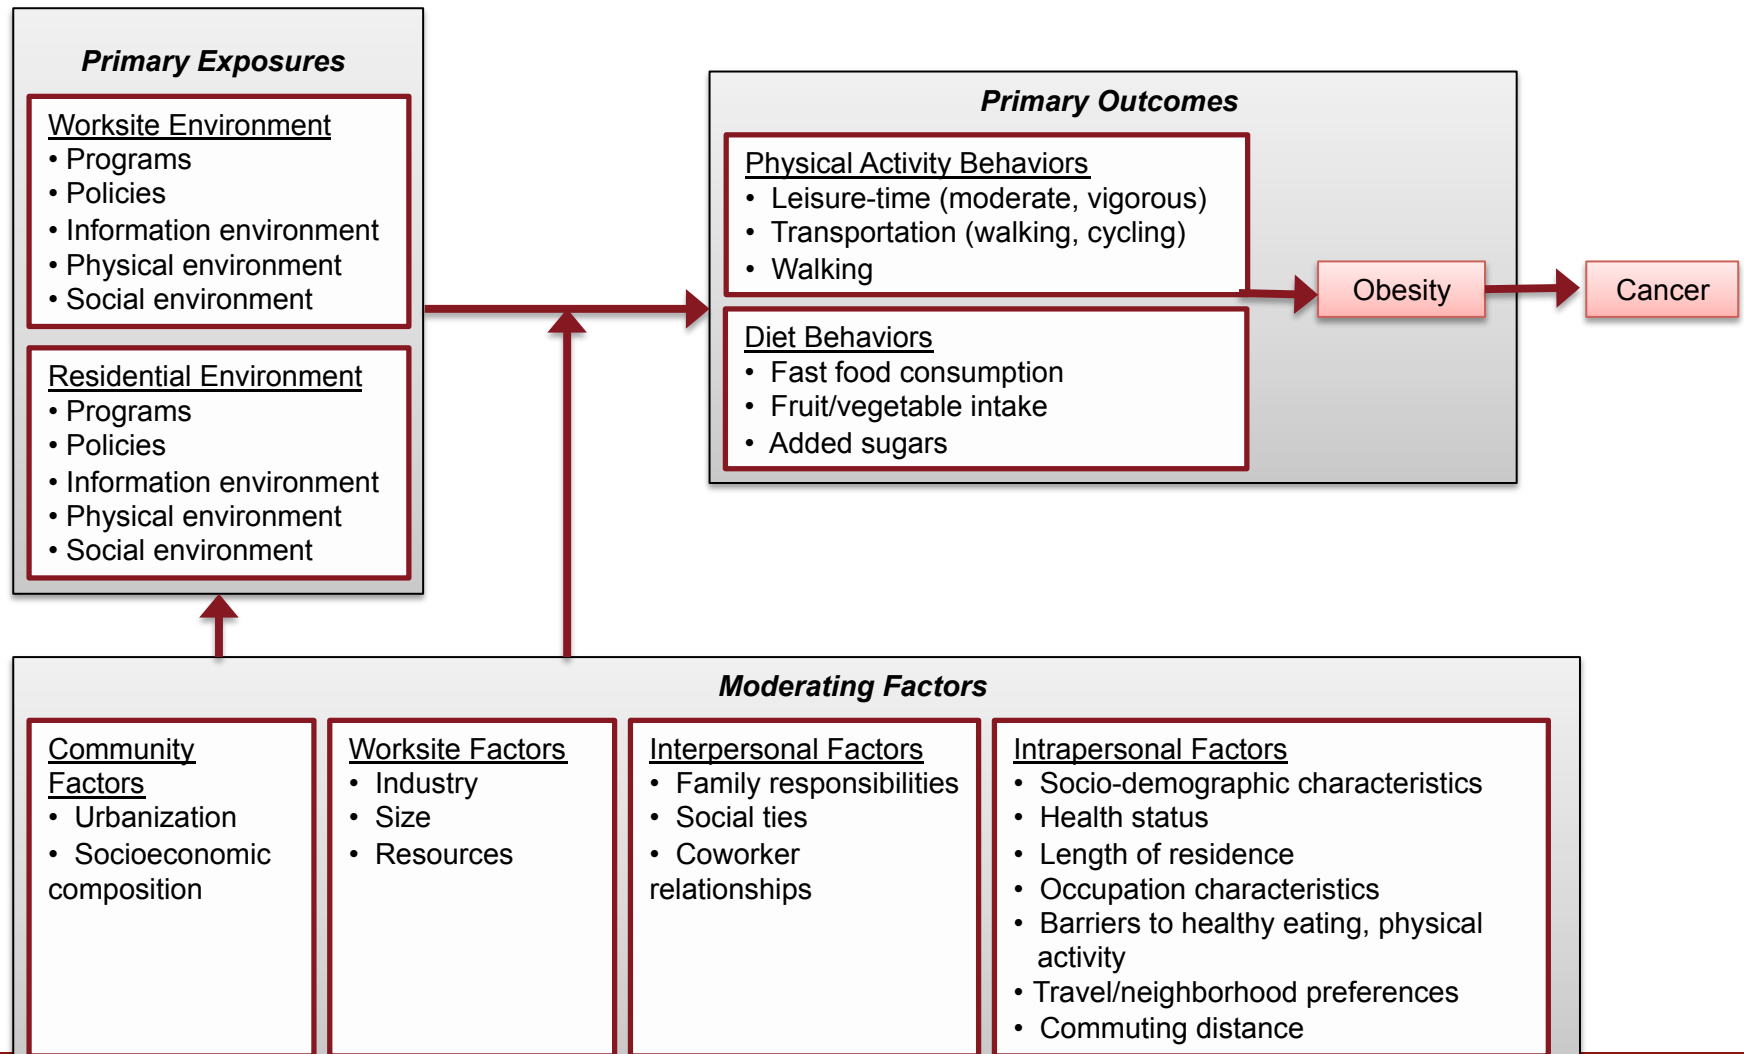 Primary Exposures
Worksite Environment
• Programs
• Policies
• Information environment
• Physical environment
• Social environment
Residential Environment
• Programs
• Policies
• Information environment
• Physical environment
• Social environment
Primary Outcomes
Physical Activity Behaviors
• Leisure-time (moderate, vigorous)
• Transportation (walking, cycling)
• Walking
Diet Behaviors
• Fast food consumption
• Fruit/vegetable intake
• Added sugars
Obesity
Cancer
Moderating Factors
Community
Factors
• Urbanization
• Socioeconomic
composition
Worksite Factors
• Industry
• Size
• Resources
Interpersonal Factors
• Family responsibilities
• Social ties
• Coworker
relationships
Intrapersonal Factors
• Socio-demographic characteristics
• Health status
• Length of residence
• Occupation characteristics
• Barriers to healthy eating, physical
activity
• Travel/neighborhood preferences
• Commuting distance